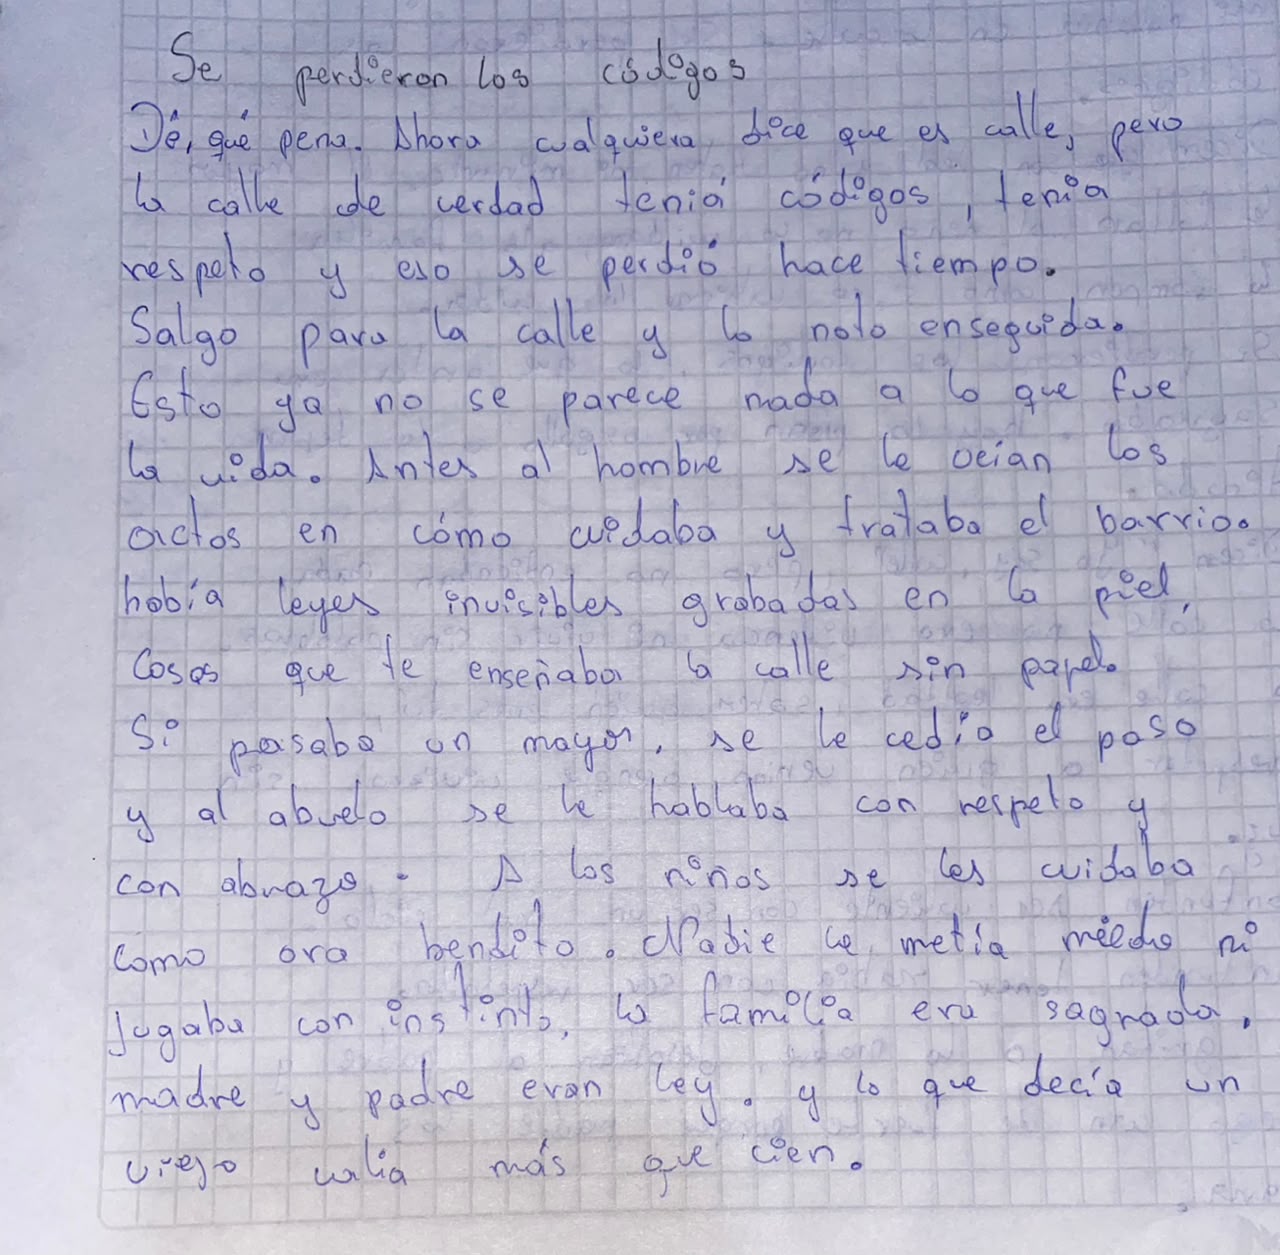 Se perdieron los códigos
Dé, qué pena. Ahora cualquiera dice que es calle, pero
la calle de verdad tenía códigos, tenía
respeto y eso se perdió hace tiempo.
Salgo para la calle y lo noto enseguida.
Esto ya no se parece nada a lo que fue
la vida. Antes al hombre se le veían los
actos en cómo cuidaba y trataba el barrio.
había leyes invisibles grabadas en la piel,
Cosas que te enseñaba la calle sin papel.
Si pasaba un mayor, se le cedía el paso
y al abuelo se le hablaba con respeto y
con abrazo. A los niños se les cuidaba
como oro bendito. Nadie le metía miedo ni
jugaba con instinto, la familia era sagrada,
madre y padre eran ley. y lo que decía un
viejo valía más que cien.